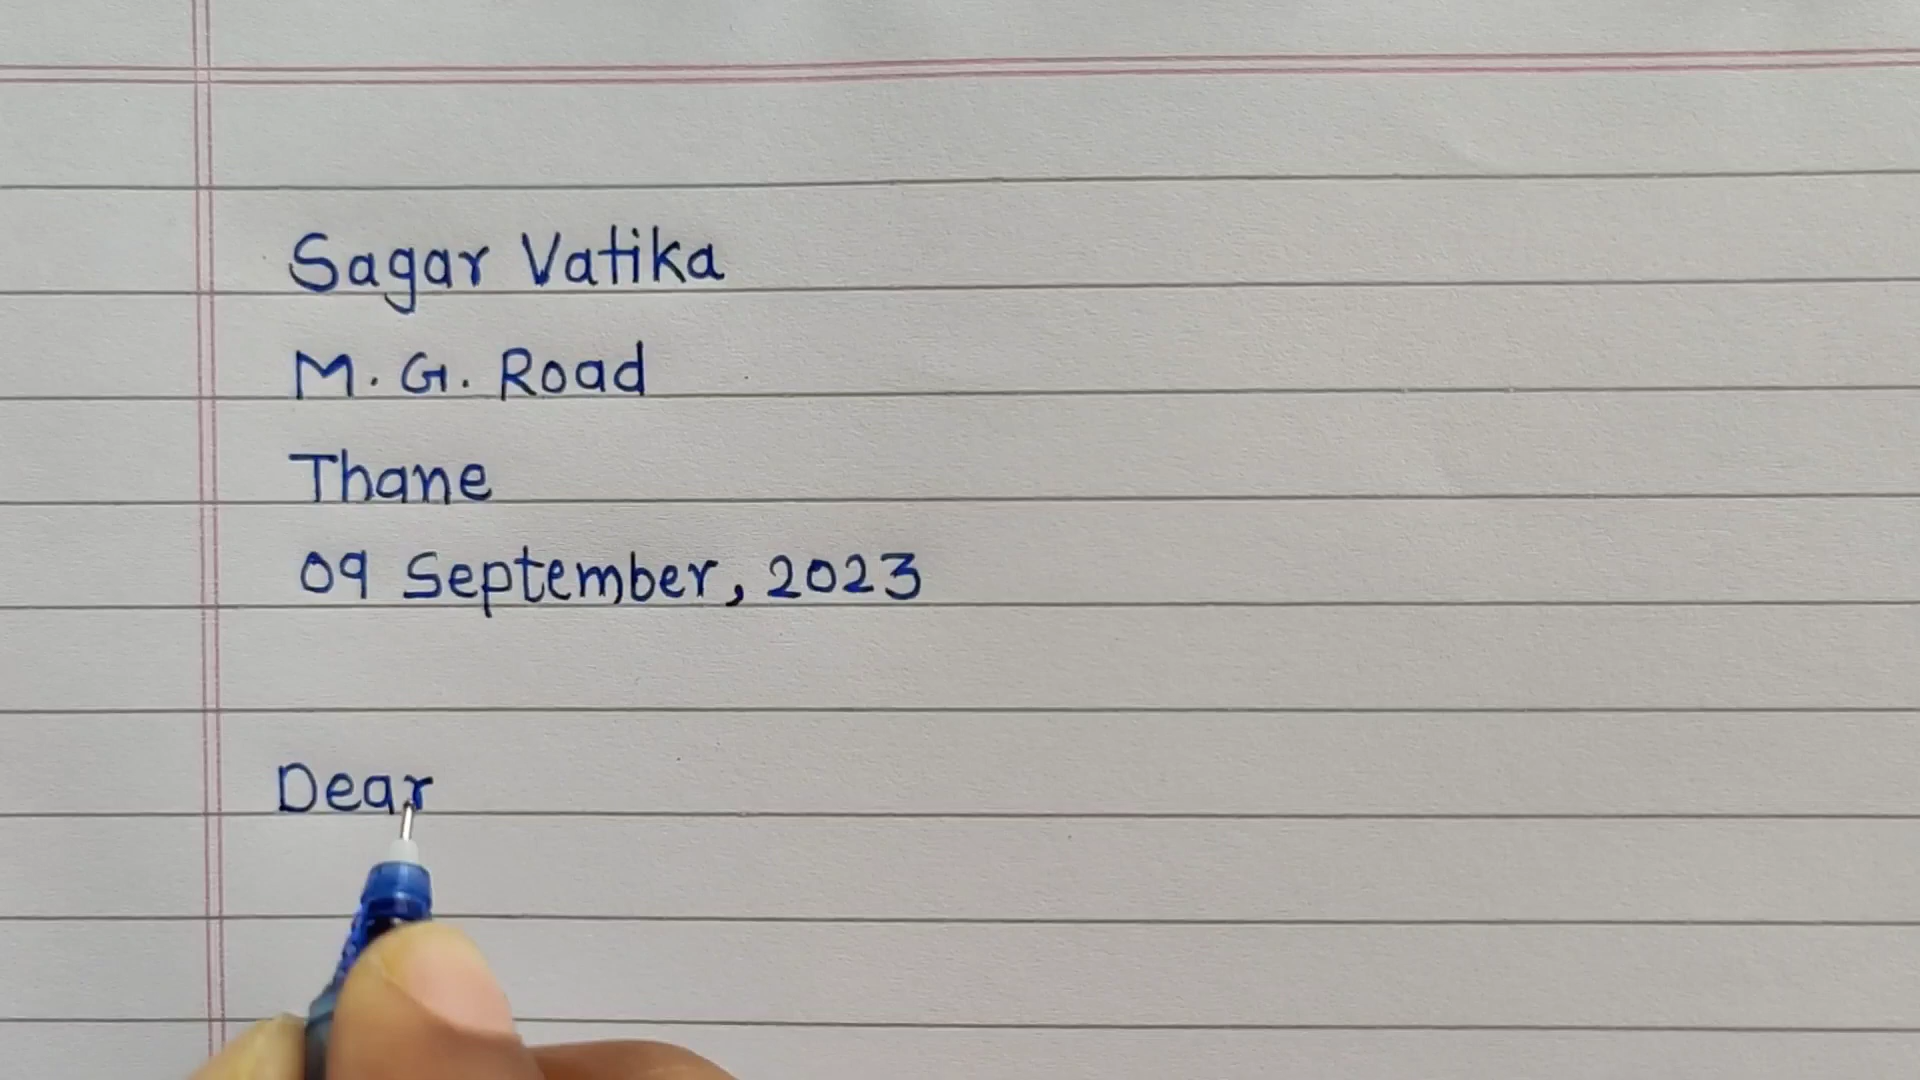 Sagar Vatika
M. G. Road
Thane
09 September, 2023
Dear